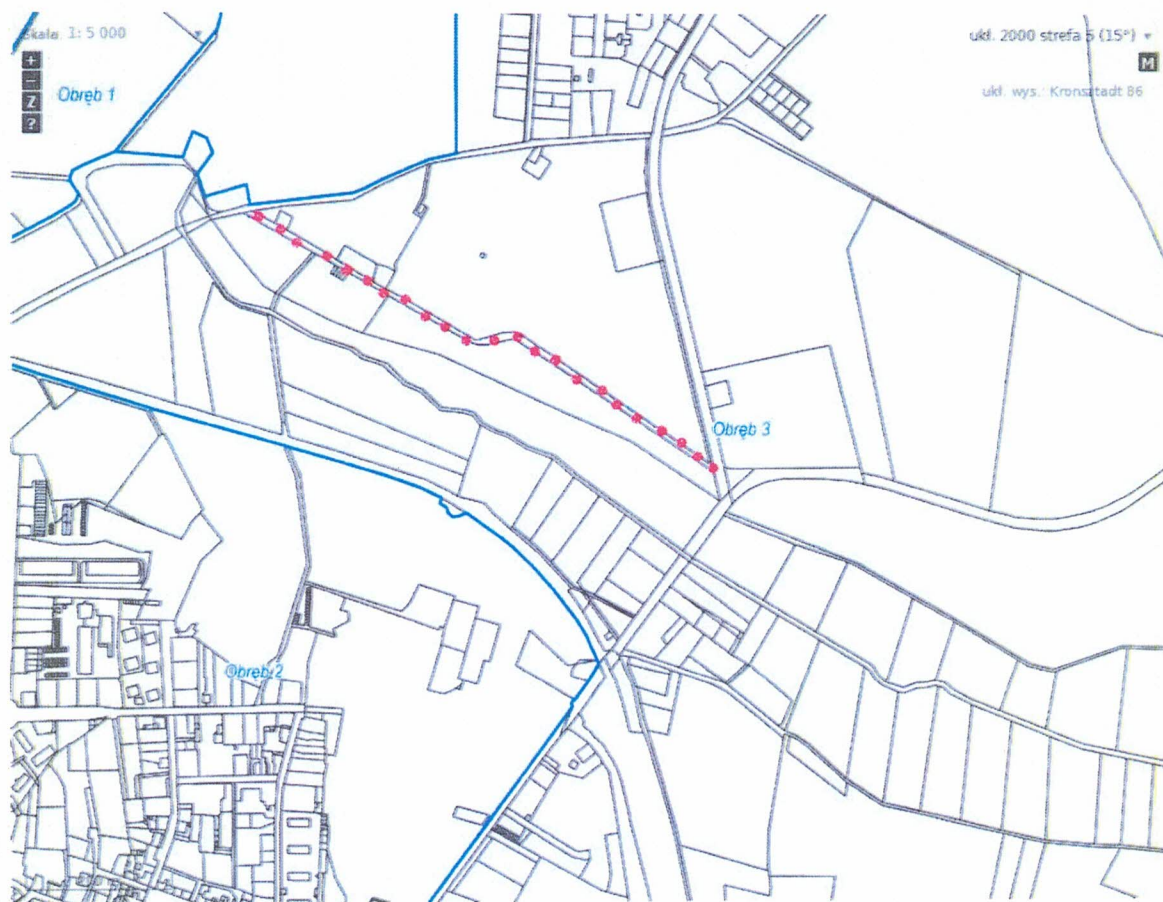 Skala 1: 5 000
ukł. 2000 strefa 5 (15°)
+
M
−
Obręb 1
ukł. wys.: Kronsztadt 86
Z
?
Obręb 3
Obręb 2